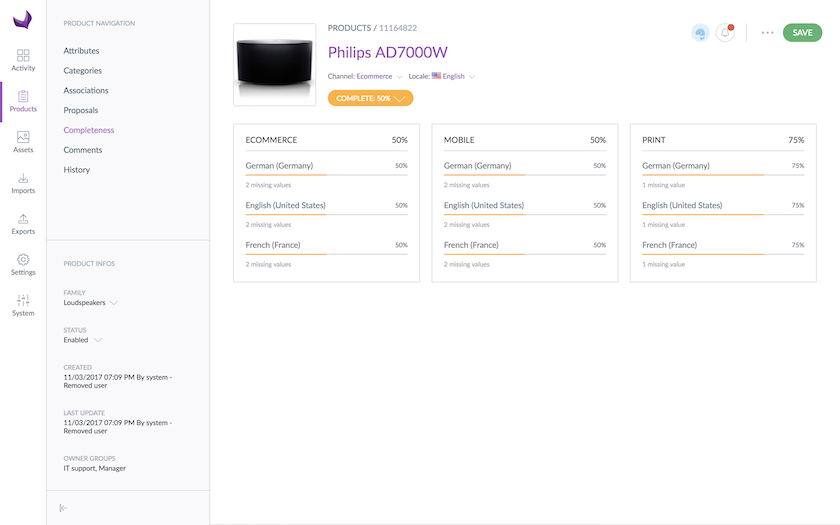 Activity
Products
Assets
Imports
Exports
Settings
System
PRODUCT NAVIGATION
Attributes
Categories
Associations
Proposals
Completeness
Comments
History
PRODUCT INFOS
FAMILY
Loudspeakers
STATUS
Enabled
CREATED
11/03/2017 07:09 PM By system -
Removed user
LAST UPDATE
11/03/2017 07:09 PM By system -
Removed user
OWNER GROUPS
IT support, Manager
PRODUCTS / 11164822
Philips AD7000W
Channel: Ecommerce Locale: English
COMPLETE: 50%
SAVE
ECOMMERCE 50%
German (Germany) 50%
2 missing values
English (United States) 50%
2 missing values
French (France) 50%
2 missing values
MOBILE 50%
German (Germany) 50%
2 missing values
English (United States) 50%
2 missing values
French (France) 50%
2 missing values
PRINT 75%
German (Germany) 75%
1 missing value
English (United States) 75%
1 missing value
French (France) 75%
1 missing value